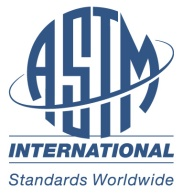 ASTM
INTERNATIONAL
Standards Worldwide